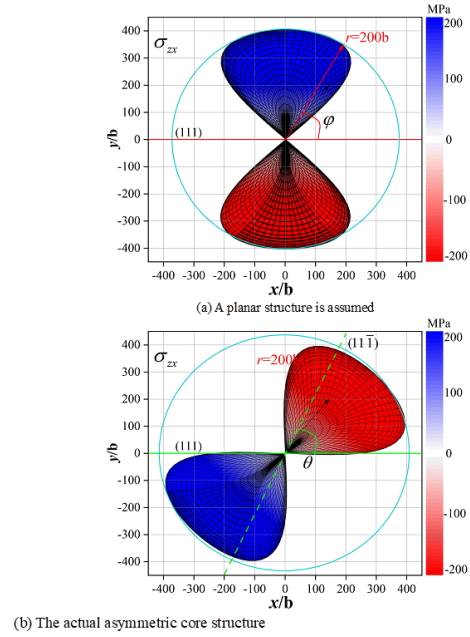 MPa
σzx
r=200b
φ
(111)
y/b
400
300
200
100
0
-100
-200
-300
-400
-400 -300 -200 -100 0 100 200 300 400
x/b
200
100
0
-100
-200
(a) A planar structure is assumed
MPa
σzx
r=200
(111̄)
(111)
θ
y/b
400
300
200
100
0
-100
-200
-300
-400
-400 -300 -200 -100 0 100 200 300 400
x/b
200
100
0
-100
-200
(b) The actual asymmetric core structure